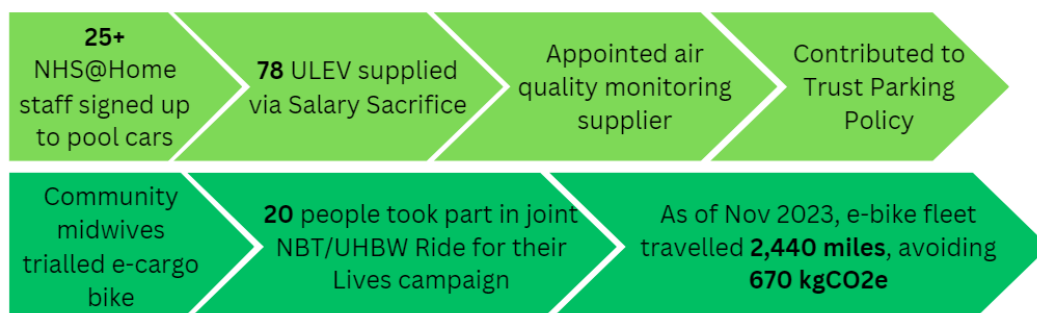 25+
NHS@Home
staff signed up
to pool cars
78 ULEV supplied
via Salary Sacrifice
Appointed air
quality monitoring
supplier
Contributed to
Trust Parking
Policy
Community
midwives
trialled e-cargo
bike
20 people took part in joint
NBT/UHBW Ride for their
Lives campaign
As of Nov 2023, e-bike fleet
travelled 2,440 miles, avoiding
670 kgCO2e